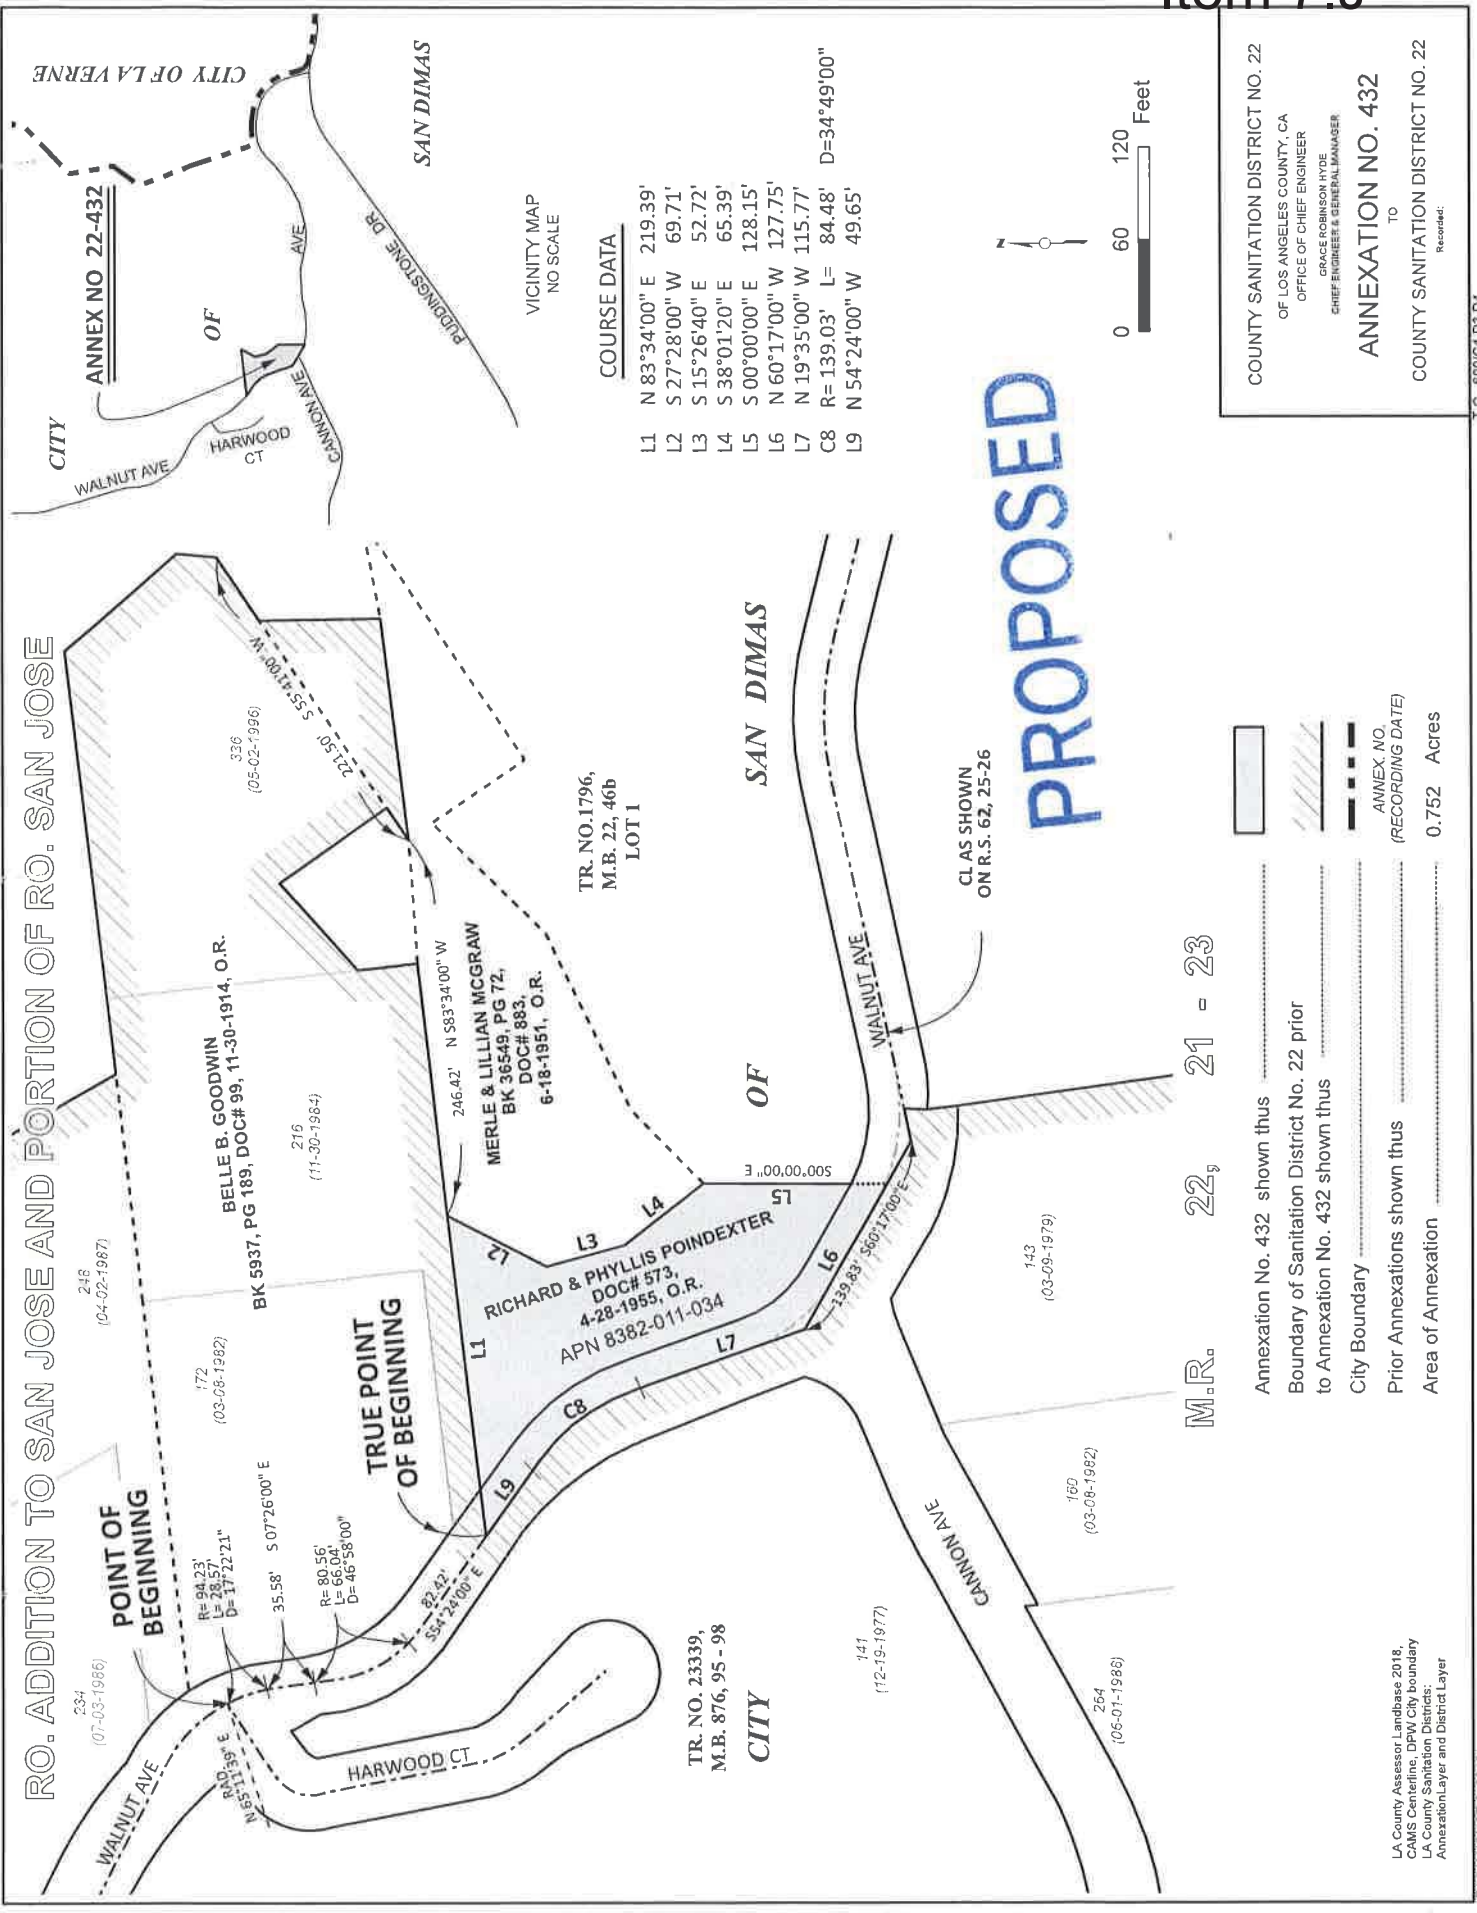 RO. ADDITION TO SAN JOSE AND PORTION OF RO. SAN JOSE
POINT OF
BEGINNING
234
(07-03-1986)
WALNUT AVE
RAD
N 65°11'39" E
R= 94.23'
L= 28.57'
D= 17°22'21"
35.58' S 07°26'00" E
R= 80.56'
L= 66.04'
D= 46°58'00"
82.42'
S54°24'00" E
HARWOOD CT
246
(04-02-1987)
172
(03-08-1982)
TRUE POINT
OF BEGINNING
BELLE B. GOODWIN
BK 5937, PG 189, DOC# 99, 11-30-1914, O.R.
216
(11-30-1984)
336
(05-02-1996)
221.50' S 55°41'00" W
246.42' N S83°34'00" W
MERLE & LILLIAN MCGRAW
BK 36549, PG 72,
DOC# 883,
6-18-1951, O.R.
TR. NO.1796,
M.B. 22, 46b
LOT 1
L1
L2
L3
L4
L5
S00°00'00" E
RICHARD & PHYLLIS POINDEXTER
DOC# 573,
4-28-1955, O.R.
APN 8382-011-034
L6
139.83' S60°17'00"E
L7
C8
L9
TR. NO. 23339,
M.B. 876, 95 - 98
CITY
OF
SAN DIMAS
141
(12-19-1977)
143
(03-09-1979)
160
(03-08-1982)
264
(06-01-1986)
CANNON AVE
WALNUT AVE
CL AS SHOWN
ON R.S. 62, 25-26
PROPOSED
M.R. 22, 21 - 23
CITY
OF
SAN DIMAS
CITY OF LA VERNE
ANNEX NO 22-432
WALNUT AVE
HARWOOD
CT
CANNON AVE
AVE
PUDDINGSTONE DR
VICINITY MAP
NO SCALE
COURSE DATA
L1 N 83°34'00" E 219.39'
L2 S 27°28'00" W 69.71'
L3 S 15°26'40" E 52.72'
L4 S 38°01'20" E 65.39'
L5 S 00°00'00" E 128.15'
L6 N 60°17'00" W 127.75'
L7 N 19°35'00" W 115.77'
C8 R= 139.03' L= 84.48' D=34°49'00"
L9 N 54°24'00" W 49.65'
N
0 60 120
Feet
Annexation No. 432 shown thus
Boundary of Sanitation District No. 22 prior
to Annexation No. 432 shown thus
City Boundary
Prior Annexations shown thus ANNEX. NO. (RECORDING DATE)
Area of Annexation 0.752 Acres
LA County Assessor Landbase 2018,
CAMS Centerline, DPW City boundary
LA County Sanitation Districts:
AnnexationLayer and District Layer
COUNTY SANITATION DISTRICT NO. 22
OF LOS ANGELES COUNTY, CA
OFFICE OF CHIEF ENGINEER
GRACE ROBINSON HYDE
CHIEF ENGINEER & GENERAL MANAGER
ANNEXATION NO. 432
TO
COUNTY SANITATION DISTRICT NO. 22
Recorded: